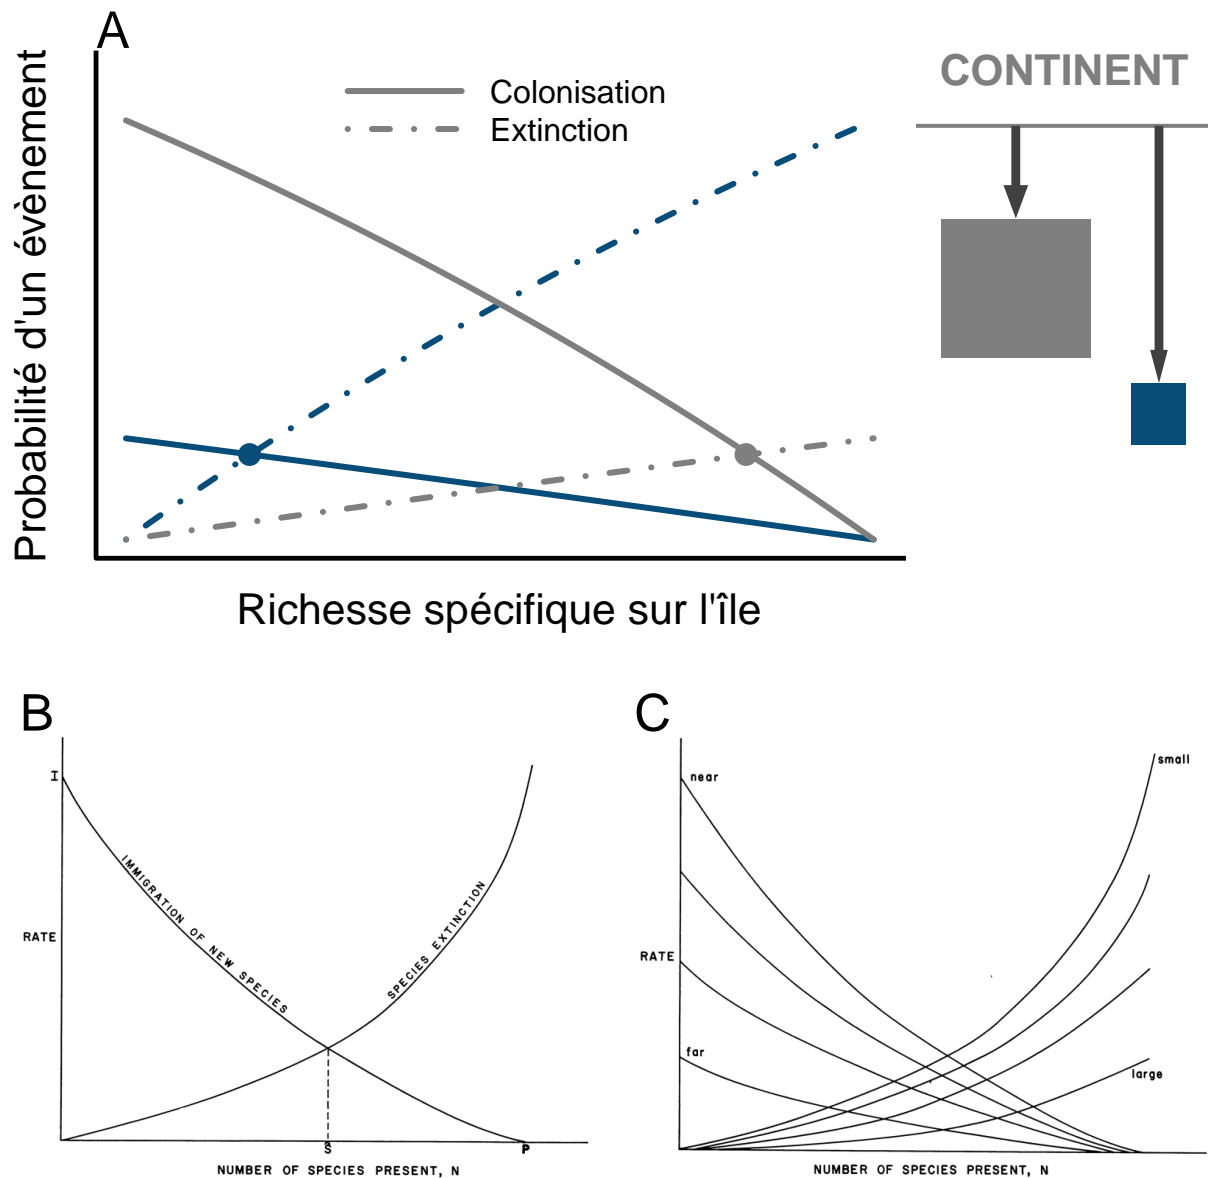 A
Probabilité d'un évènement
Colonisation
Extinction
CONTINENT
Richesse spécifique sur l'île
B
I
IMMIGRATION OF NEW SPECIES
SPECIES EXTINCTION
RATE
Ŝ
P
NUMBER OF SPECIES PRESENT, N
C
near
small
RATE
far
large
NUMBER OF SPECIES PRESENT, N